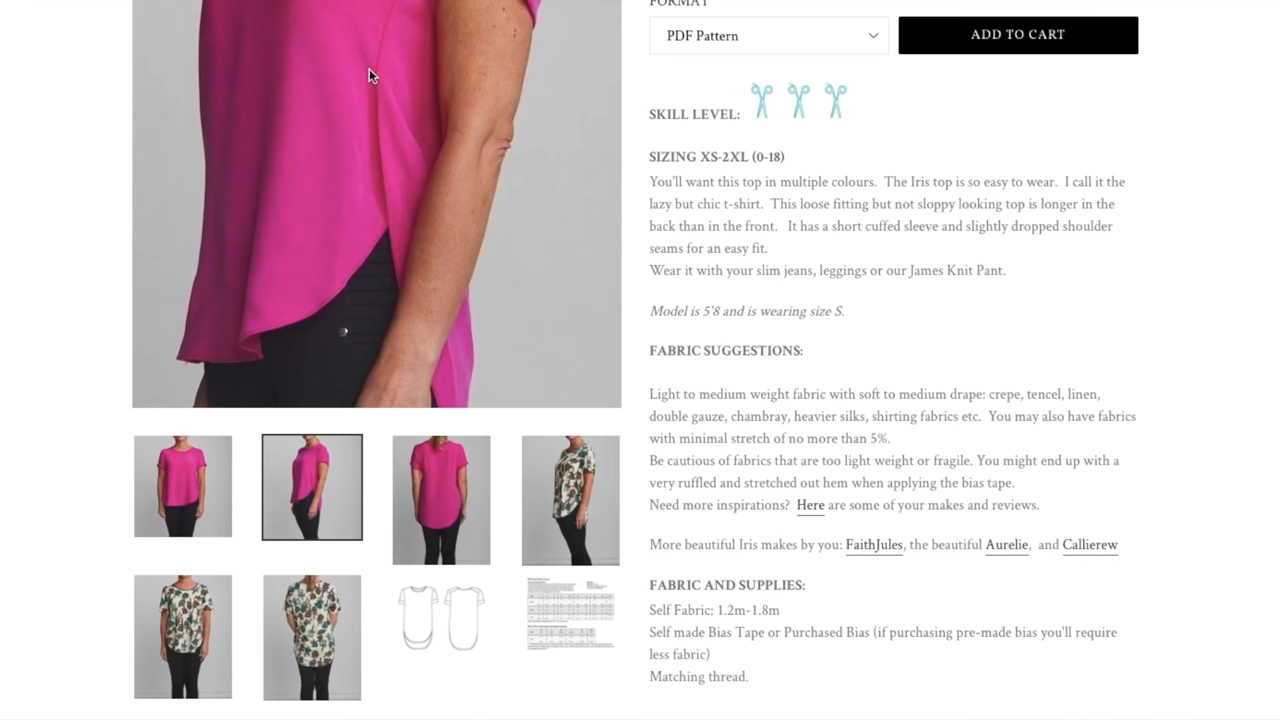 FORMAT
PDF Pattern
ADD TO CART
SKILL LEVEL:
SIZING XS-2XL (0-18)
You'll want this top in multiple colours. The Iris top is so easy to wear. I call it the
lazy but chic t-shirt. This loose fitting but not sloppy looking top is longer in the
back than in the front. It has a short cuffed sleeve and slightly dropped shoulder
seams for an easy fit.
Wear it with your slim jeans, leggings or our James Knit Pant.
Model is 5'8 and is wearing size S.
FABRIC SUGGESTIONS:
Light to medium weight fabric with soft to medium drape: crepe, tencel, linen,
double gauze, chambray, heavier silks, shirting fabrics etc. You may also have fabrics
with minimal stretch of no more than 5%.
Be cautious of fabrics that are too light weight or fragile. You might end up with a
very ruffled and stretched out hem when applying the bias tape.
Need more inspirations? Here are some of your makes and reviews.
More beautiful Iris makes by you: FaithJules, the beautiful Aurelie, and Callierew
FABRIC AND SUPPLIES:
Self Fabric: 1.2m-1.8m
Self made Bias Tape or Purchased Bias (if purchasing pre-made bias you'll require
less fabric)
Matching thread.